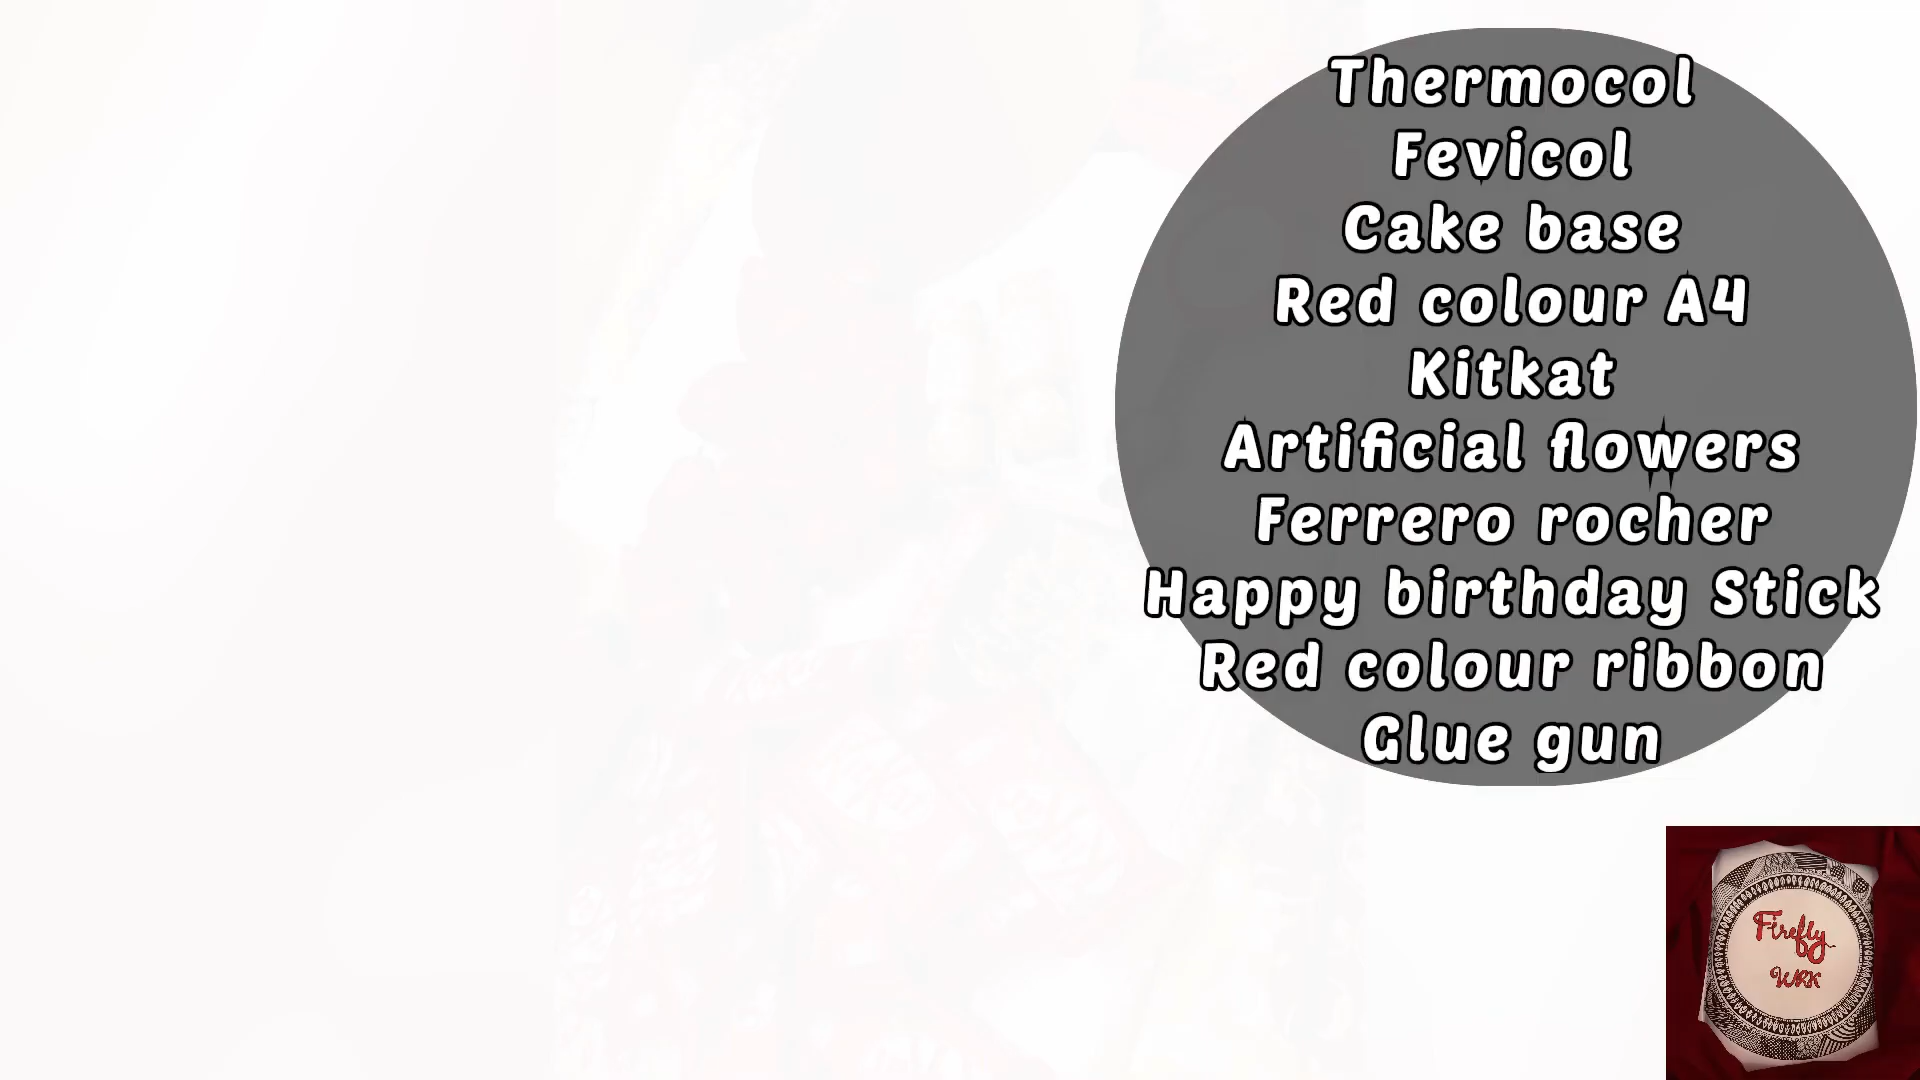 Thermocol
Fevicol
Cake base
Red colour A4
Kitkat
Artificial flowers
Ferrero rocher
Happy birthday Stick
Red colour ribbon
Glue gun
Firefly
WRK